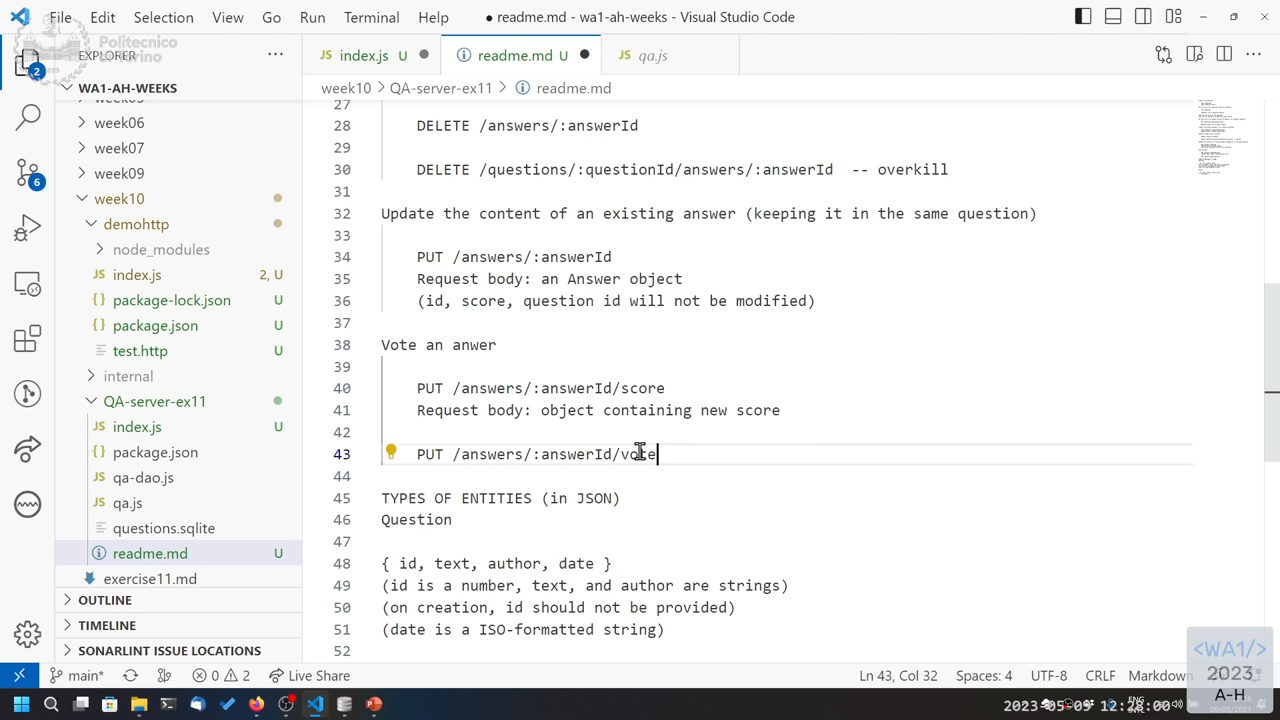 File Edit Selection View Go Run Terminal Help
● readme.md - wa1-ah-weeks - Visual Studio Code
Politecnico
di Torino
EXPLORER
index.js U
readme.md U
qa.js
WA1-AH-WEEKS
week10 > QA-server-ex11 > readme.md
week05
week06
week07
week09
week10
demohttp
node_modules
index.js 2, U
package-lock.json U
package.json U
test.http U
internal
QA-server-ex11
index.js U
package.json
qa-dao.js
qa.js
questions.sqlite
readme.md U
exercise11.md
OUTLINE
TIMELINE
SONARLINT ISSUE LOCATIONS
2
6
27
28 DELETE /answers/:answerId
29
30 DELETE /questions/:questionId/answers/:answerId -- overkill
31
32 Update the content of an existing answer (keeping it in the same question)
33
34 PUT /answers/:answerId
35 Request body: an Answer object
36 (id, score, question id will not be modified)
37
38 Vote an anwer
39
40 PUT /answers/:answerId/score
41 Request body: object containing new score
42
43 PUT /answers/:answerId/vote
44
45 TYPES OF ENTITIES (in JSON)
46 Question
47
48 { id, text, author, date }
49 (id is a number, text, and author are strings)
50 (on creation, id should not be provided)
51 (date is a ISO-formatted string)
52
<WA1/>
2023
A-H
main* 0 2 Live Share
Ln 43, Col 32 Spaces: 4 UTF-8 CRLF Markdown
ENG